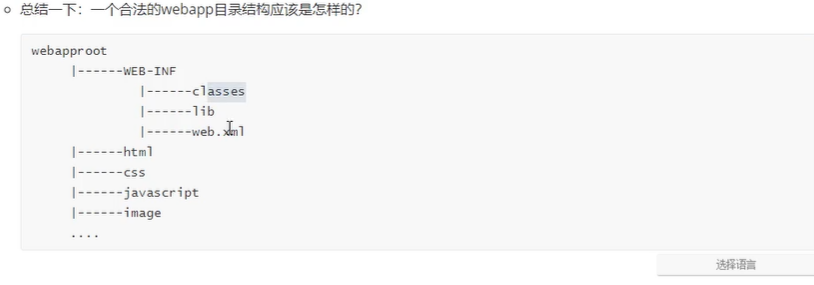 总结一下：一个合法的webapp目录结构应该是怎样的？
webapproot
|------WEB-INF
|------classes
|------lib
|------web.xml
|------html
|------css
|------javascript
|------image
....
选择语言